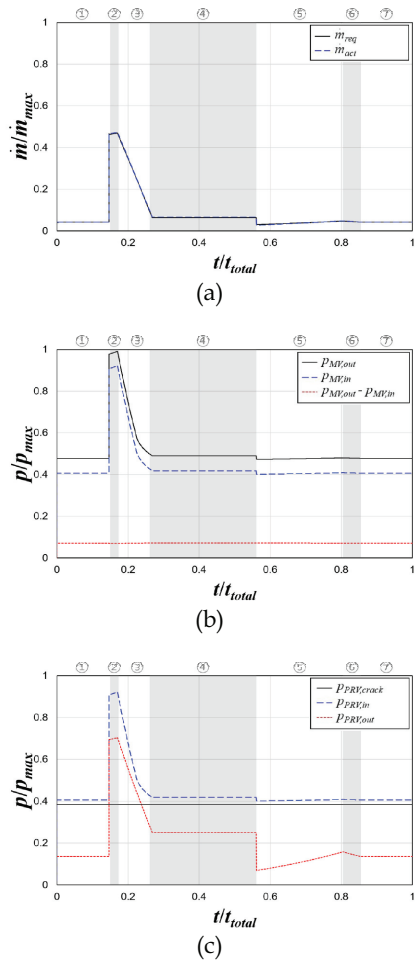 ① ② ③ ④ ⑤ ⑥ ⑦
1
0.8
0.6
0.4
0.2
0
ṁ/ṁmax
ṁreq
ṁact
0 0.2 0.4 0.6 0.8 1
t/ttotal
(a)
① ② ③ ④ ⑤ ⑥ ⑦
1
0.8
0.6
0.4
0.2
0
p/pmax
pMV,out
pMV,in
pMV,out - pMV,in
0 0.2 0.4 0.6 0.8 1
t/ttotal
(b)
① ② ③ ④ ⑤ ⑥ ⑦
1
0.8
0.6
0.4
0.2
0
p/pmax
pPRV,crack
pPRV,in
pPRV,out
0 0.2 0.4 0.6 0.8 1
t/ttotal
(c)